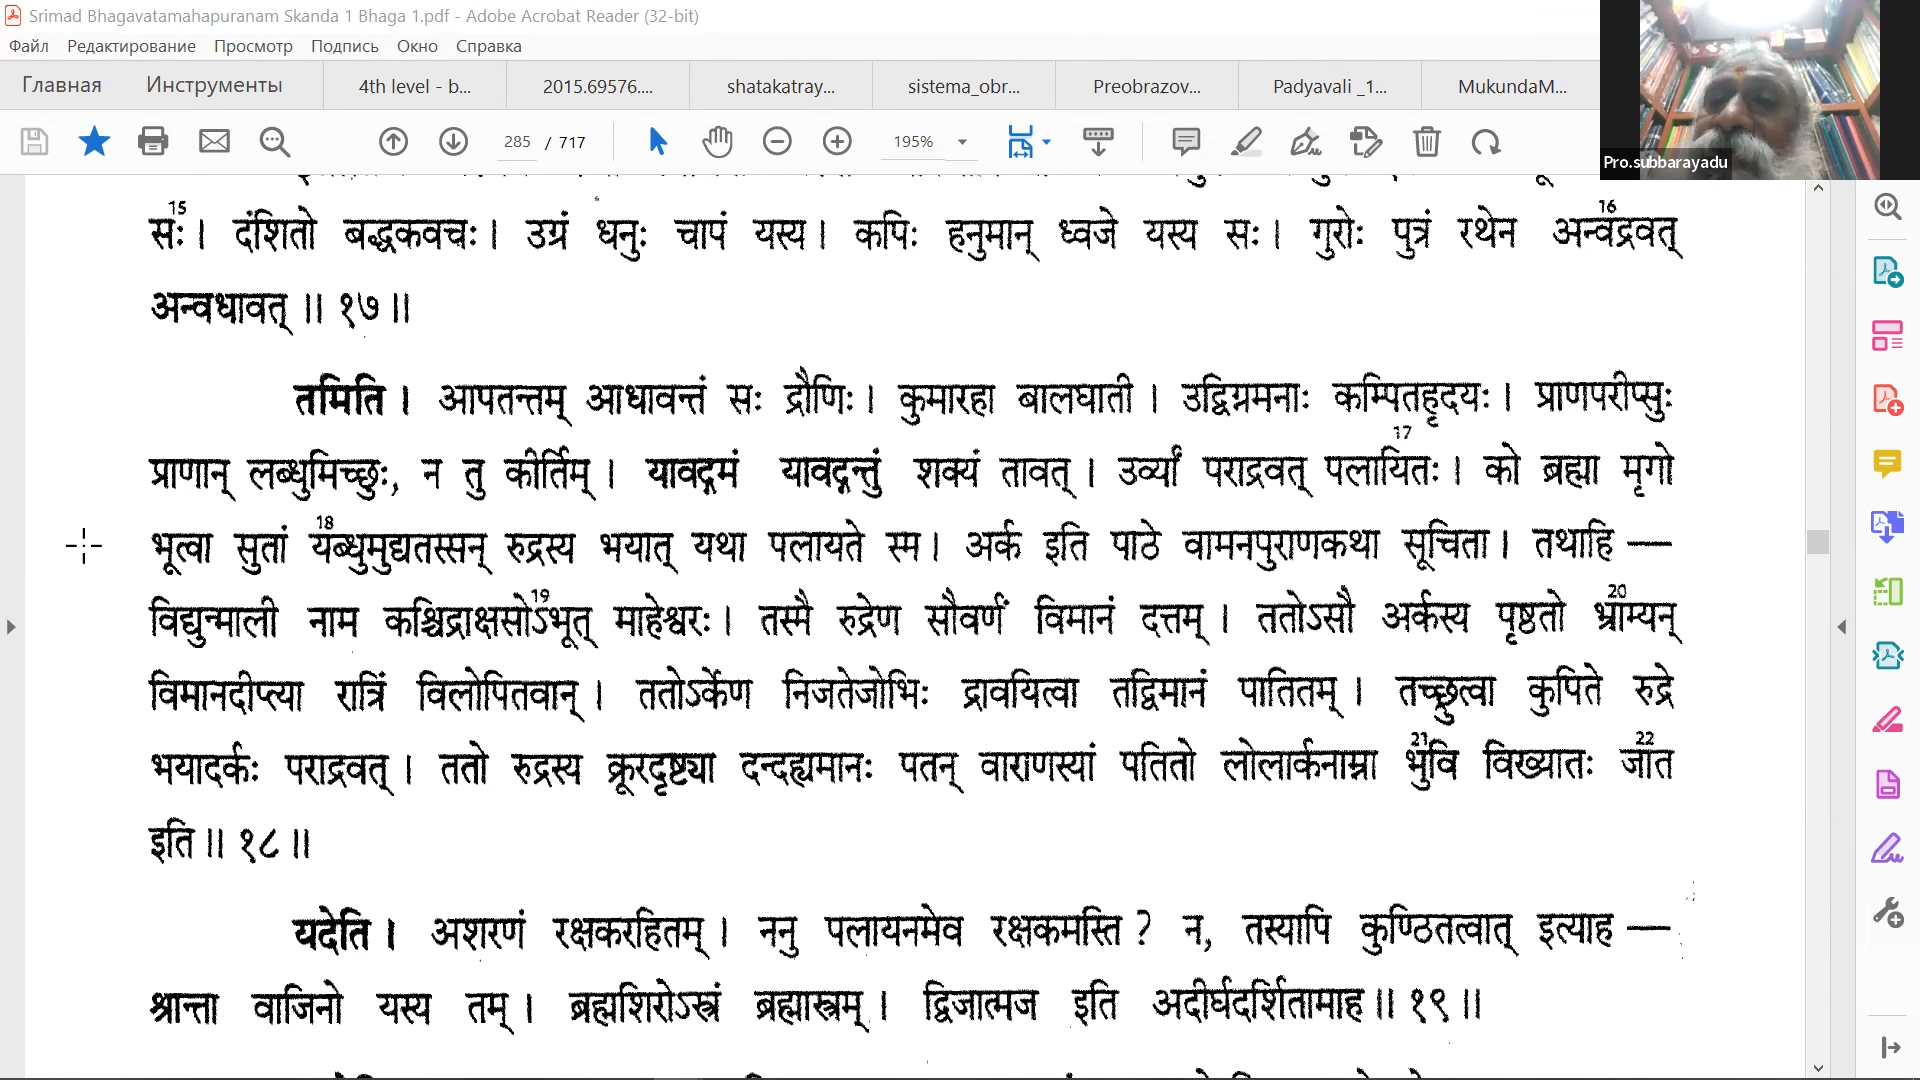 Srimad Bhagavatamahapuranam Skanda 1 Bhaga 1.pdf - Adobe Acrobat Reader (32-bit)
Файл Редактирование Просмотр Подпись Окно Справка
Главная Инструменты 4th level - b... 2015.69576.... shatakatray... sistema_obr... Preobrazov... Padyavali _1... MukundaM...
285 / 717 195%
Pro.subbarayadu
सः15। दंशितो बद्धकवचः। उग्रं धनुः चापं यस्य। कपिः हनुमान् ध्वजे यस्य सः। गुरोः पुत्रं रथेन अन्वद्रवत्16
अन्वधावत् ॥ १७ ॥
तमिति। आपतन्तम् आधावन्तं सः द्रौणिः। कुमारहा बालघाती। उद्विग्नमनाः कम्पितहृदयः। प्राणपरीप्सुः
प्राणान् लब्धुमिच्छुः, न तु कीर्तिम्। यावद्गमं यावद्गन्तुं शक्यं तावत्। उर्व्यां पराद्रवत् पलायितः17। को ब्रह्मा मृगो
भूत्वा सुतां यब्धुमुद्यतस्सन्18 रुद्रस्य भयात् यथा पलायते स्म। अर्क इति पाठे वामनपुराणकथा सूचिता। तथाहि —
विद्युन्माली नाम कश्चिद्राक्षसोऽभूत्19 माहेश्वरः। तस्मै रुद्रेण सौवर्णं विमानं दत्तम्। ततोऽसौ अर्कस्य पृष्ठतो भ्राम्यन्20
विमानदीप्त्या रात्रिं विलोपितवान्। ततोऽर्केण निजतेजोभिः द्रावयित्वा तद्विमानं पातितम्। तच्छ्रुत्वा कुपिते रुद्रे
भयादर्कः पराद्रवत्। ततो रुद्रस्य क्रूरदृष्ट्या दन्दह्यमानः पतन् वाराणस्यां पतितो लोलार्कनाम्ना भुवि21 विख्यातः जात22
इति ॥ १८ ॥
यदेति। अशरणं रक्षकरहितम्। ननु पलायनमेव रक्षकमस्ति? न, तस्यापि कुण्ठितत्वात् इत्याह —
श्रान्ता वाजिनो यस्य तम्। ब्रह्मशिरोऽस्त्रं ब्रह्मास्त्रम्। द्विजात्मज इति अदीर्घदर्शितामाह ॥ १९ ॥